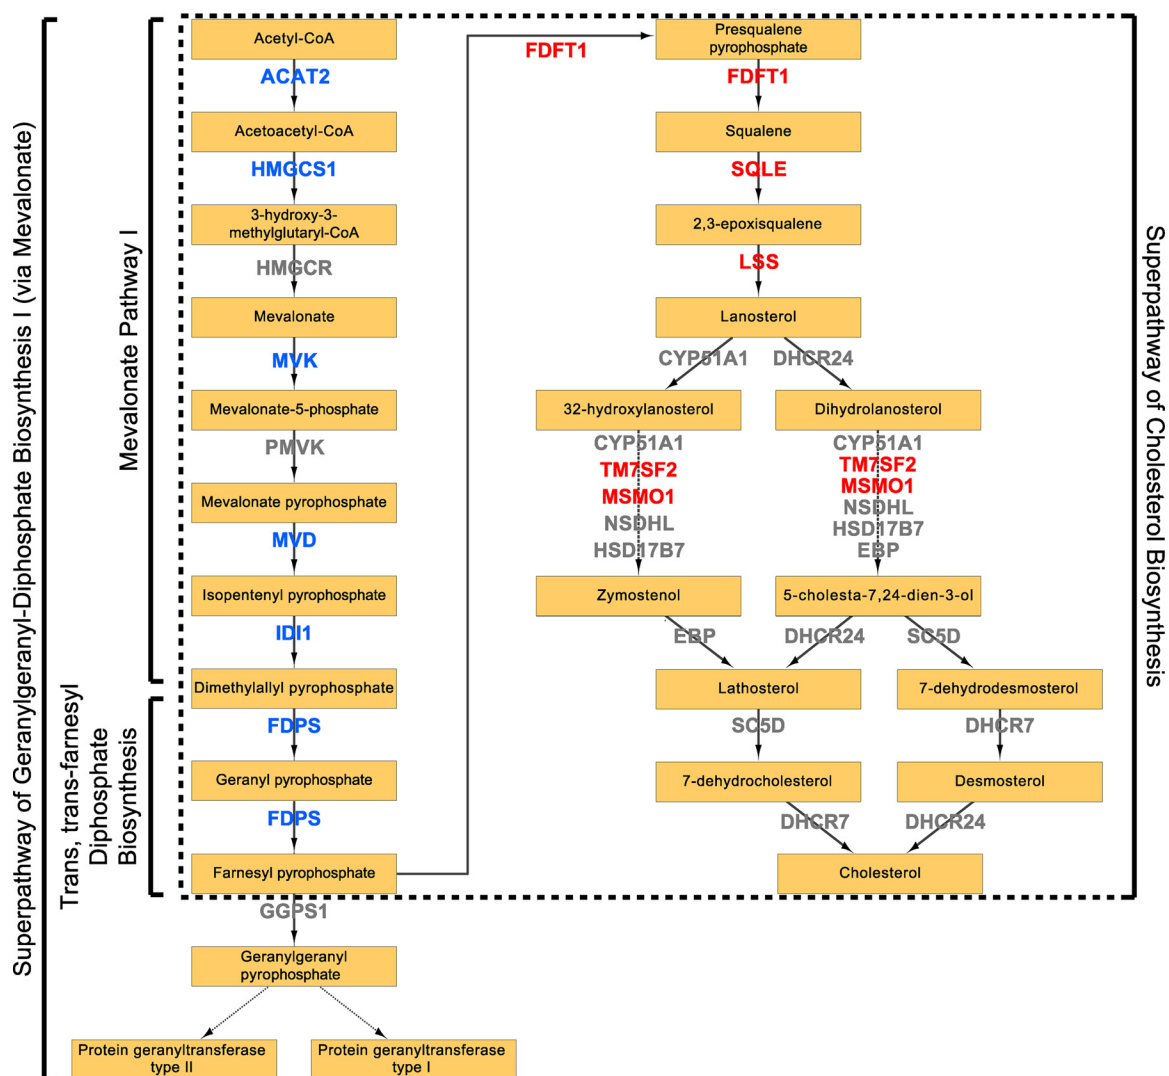 Superpathway of Geranylgeranyl-Diphosphate Biosynthesis I (via Mevalonate)
Mevalonate Pathway I
Trans, trans-farnesyl
Diphosphate
Biosynthesis
Acetyl-CoA
ACAT2
Acetoacetyl-CoA
HMGCS1
3-hydroxy-3-
methylglutaryl-CoA
HMGCR
Mevalonate
MVK
Mevalonate-5-phosphate
PMVK
Mevalonate pyrophosphate
MVD
Isopentenyl pyrophosphate
IDI1
Dimethylallyl pyrophosphate
FDPS
Geranyl pyrophosphate
FDPS
Farnesyl pyrophosphate
GGPS1
Geranylgeranyl
pyrophosphate
Protein geranyltransferase
type II
Protein geranyltransferase
type I
FDFT1
Presqualene
pyrophosphate
FDFT1
Squalene
SQLE
2,3-epoxisqualene
LSS
Lanosterol
CYP51A1
DHCR24
32-hydroxylanosterol
CYP51A1
TM7SF2
MSMO1
NSDHL
HSD17B7
Zymostenol
EBP
Dihydrolanosterol
CYP51A1
TM7SF2
MSMO1
NSDHL
HSD17B7
EBP
5-cholesta-7,24-dien-3-ol
DHCR24
SC5D
Lathosterol
SC5D
7-dehydrocholesterol
DHCR7
7-dehydrodesmosterol
DHCR7
Desmosterol
DHCR24
Cholesterol
Superpathway of Cholesterol Biosynthesis